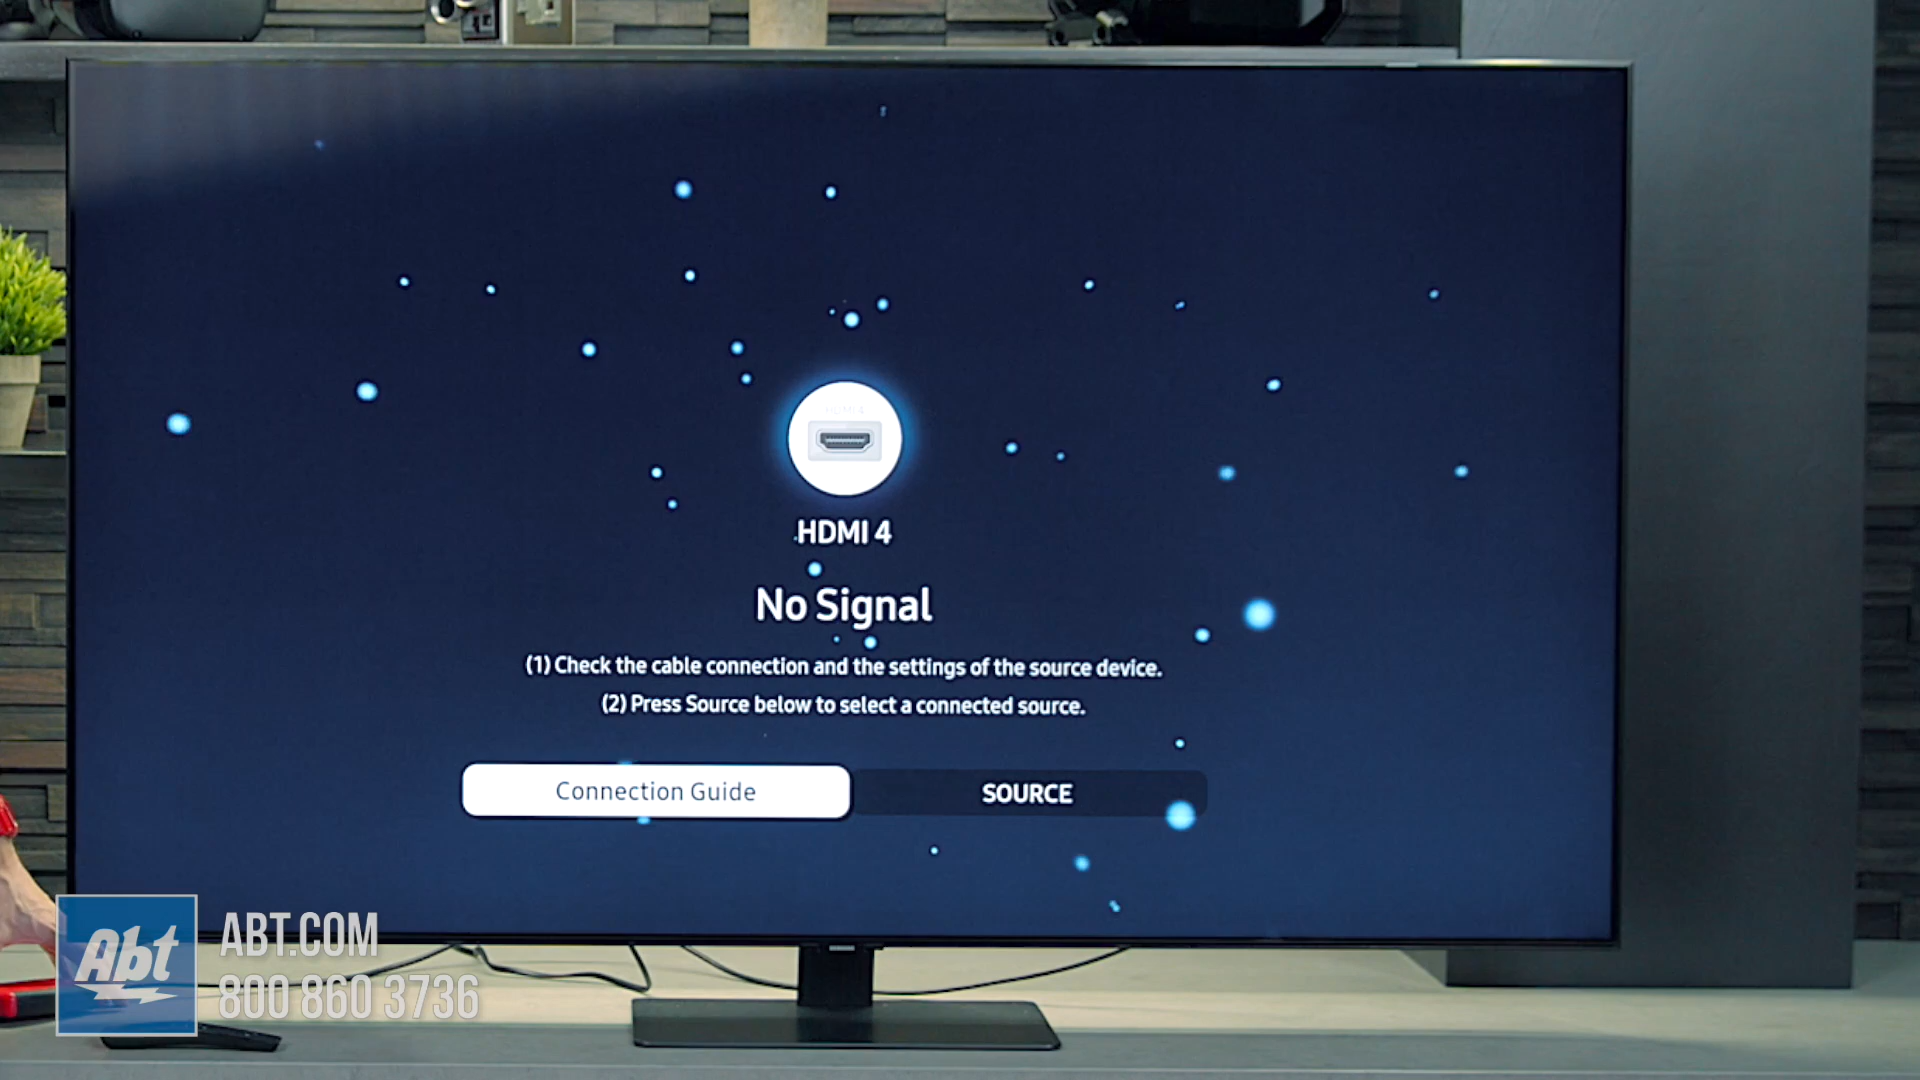 HDMI 4
No Signal
(1) Check the cable connection and the settings of the source device.
(2) Press Source below to select a connected source.
Connection Guide
SOURCE
Abt
ABT.COM
800 860 3736